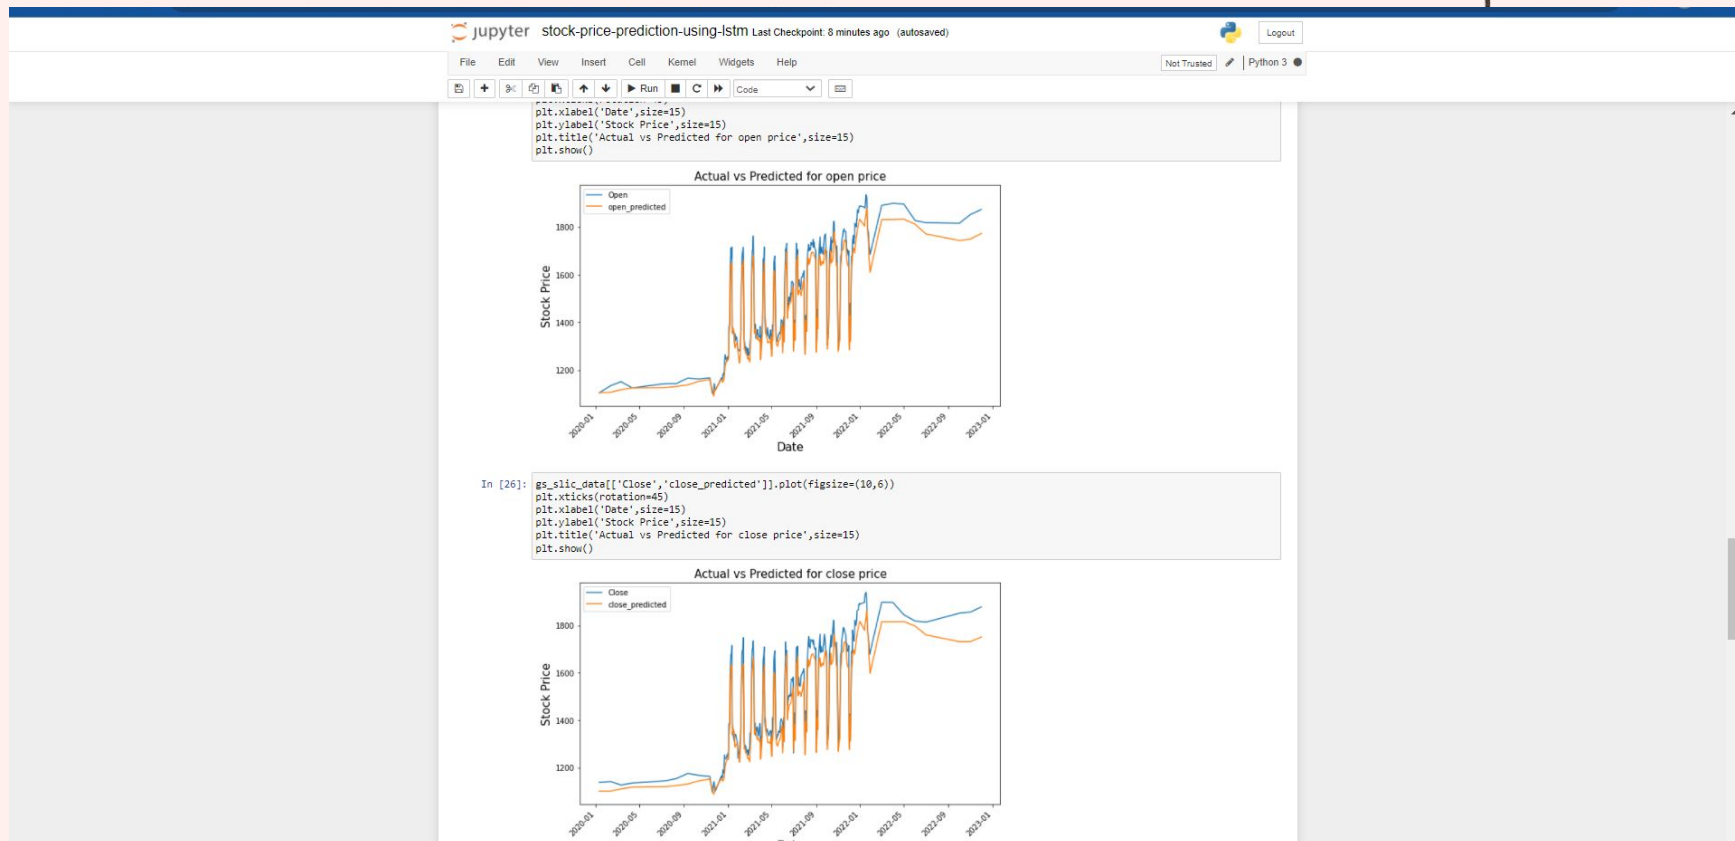 jupyter stock-price-prediction-using-lstm Last Checkpoint: 8 minutes ago (autosaved)
Logout
File Edit View Insert Cell Kernel Widgets Help
Not Trusted Python 3
Run Code
plt.xlabel('Date',size=15)
plt.ylabel('Stock Price',size=15)
plt.title('Actual vs Predicted for open price',size=15)
plt.show()
Actual vs Predicted for open price
Open
open_predicted
1800
1600
1400
1200
Stock Price
2020-01 2020-05 2020-09 2021-01 2021-05 2021-09 2022-01 2022-05 2022-09 2023-01
Date
In [26]: gs_slic_data[['Close','close_predicted']].plot(figsize=(10,6))
plt.xticks(rotation=45)
plt.xlabel('Date',size=15)
plt.ylabel('Stock Price',size=15)
plt.title('Actual vs Predicted for close price',size=15)
plt.show()
Actual vs Predicted for close price
Close
close_predicted
1800
1600
1400
1200
Stock Price
2020-01 2020-05 2020-09 2021-01 2021-05 2021-09 2022-01 2022-05 2022-09 2023-01